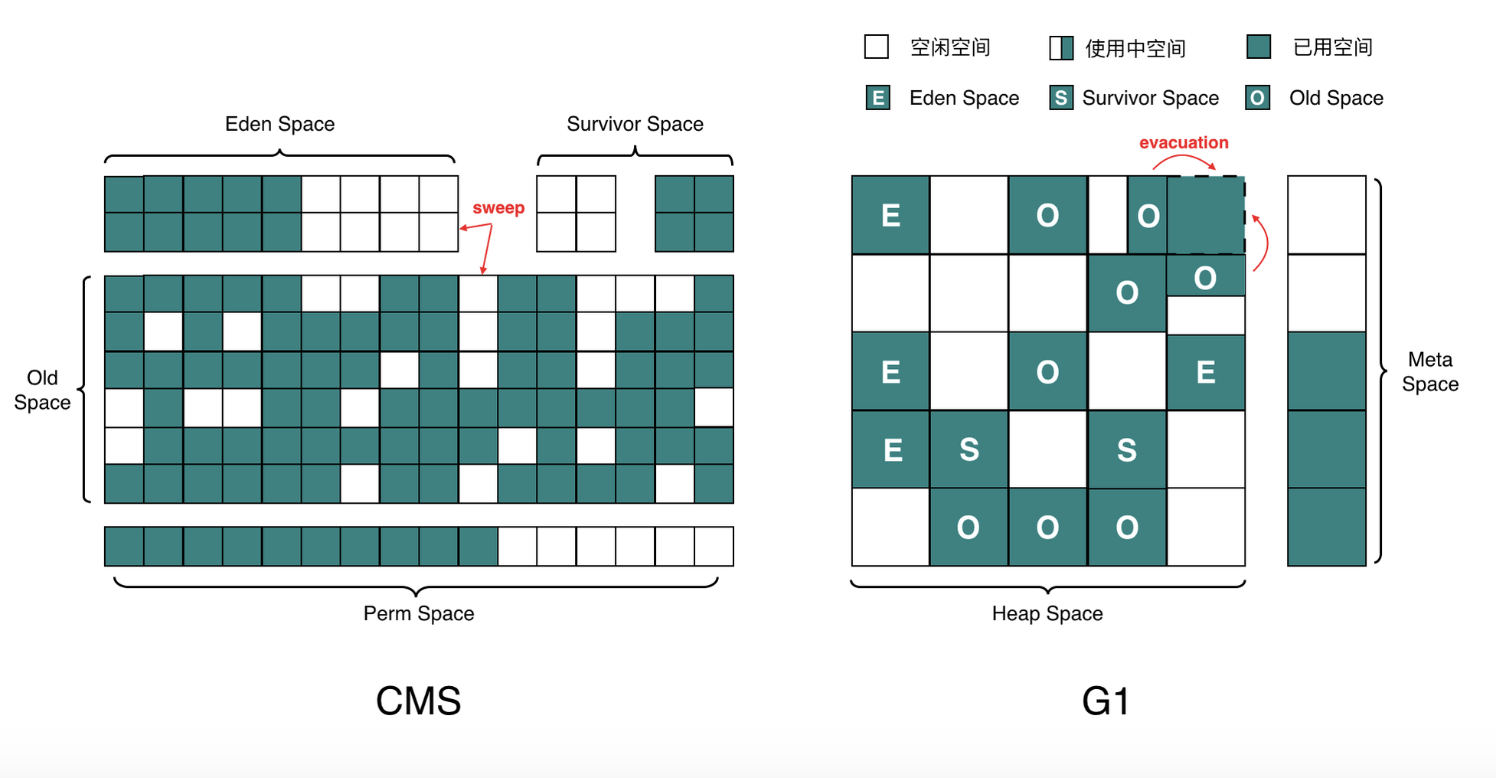 空闲空间
使用中空间
已用空间
E Eden Space
S Survivor Space
O Old Space
Eden Space
Survivor Space
sweep
Old
Space
Perm Space
CMS
evacuation
E O O
O O
E O E
E S S
O O O
Heap Space
Meta
Space
G1